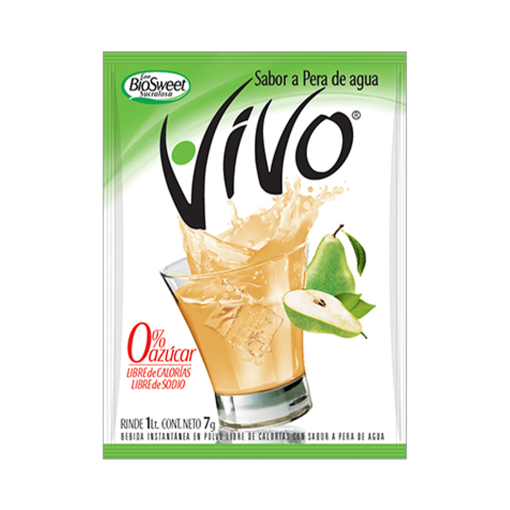 Con
BioSweet
Sucralosa
Sabor a Pera de agua
ViVo®
0%
azúcar
LIBRE de CALORÍAS
LIBRE de SODIO
RINDE 1Lt. CONT. NETO 7g
BEBIDA INSTANTÁNEA EN POLVO LIBRE DE CALORÍAS CON SABOR A PERA DE AGUA